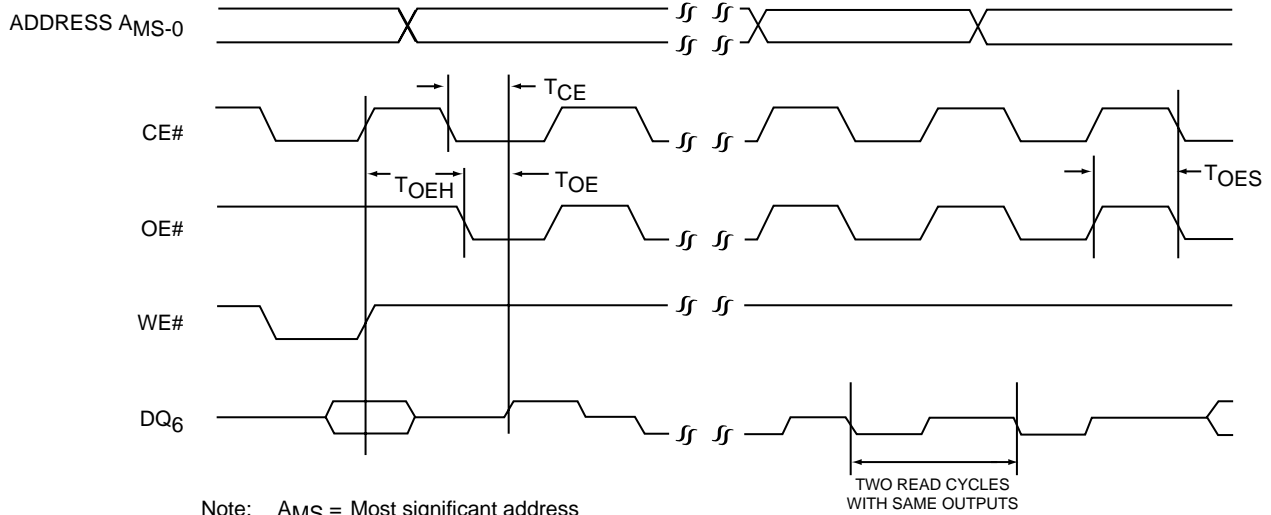 ADDRESS AMS-0
TCE
CE#
TOEH
TOE
TOES
OE#
WE#
DQ6
TWO READ CYCLES
WITH SAME OUTPUTS
Note: AMS = Most significant address